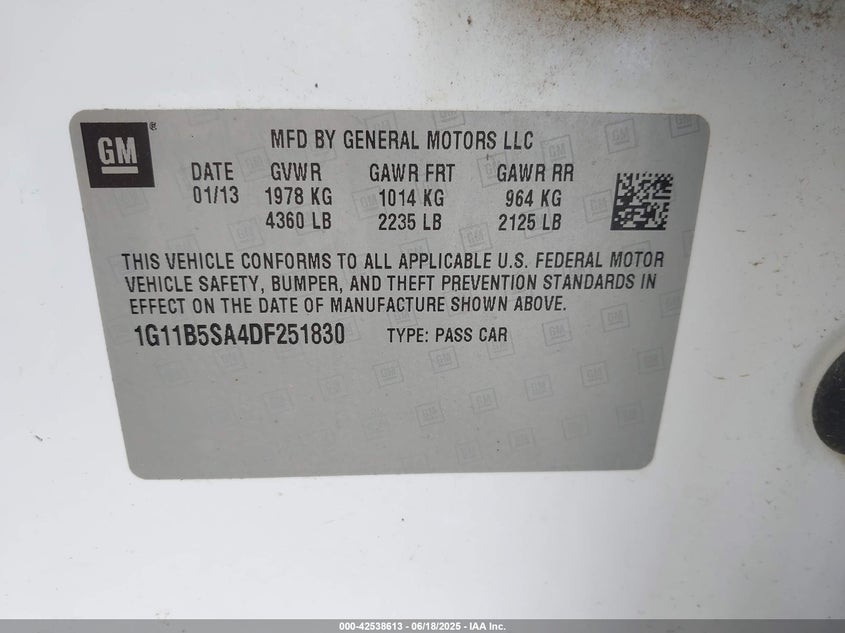 GM
MFD BY GENERAL MOTORS LLC
DATE GVWR GAWR FRT GAWR RR
01/13 1978 KG 1014 KG 964 KG
4360 LB 2235 LB 2125 LB
THIS VEHICLE CONFORMS TO ALL APPLICABLE U.S. FEDERAL MOTOR
VEHICLE SAFETY, BUMPER, AND THEFT PREVENTION STANDARDS IN
EFFECT ON THE DATE OF MANUFACTURE SHOWN ABOVE.
1G11B5SA4DF251830 TYPE: PASS CAR
000-42538613 - 06/18/2025 - IAA Inc.